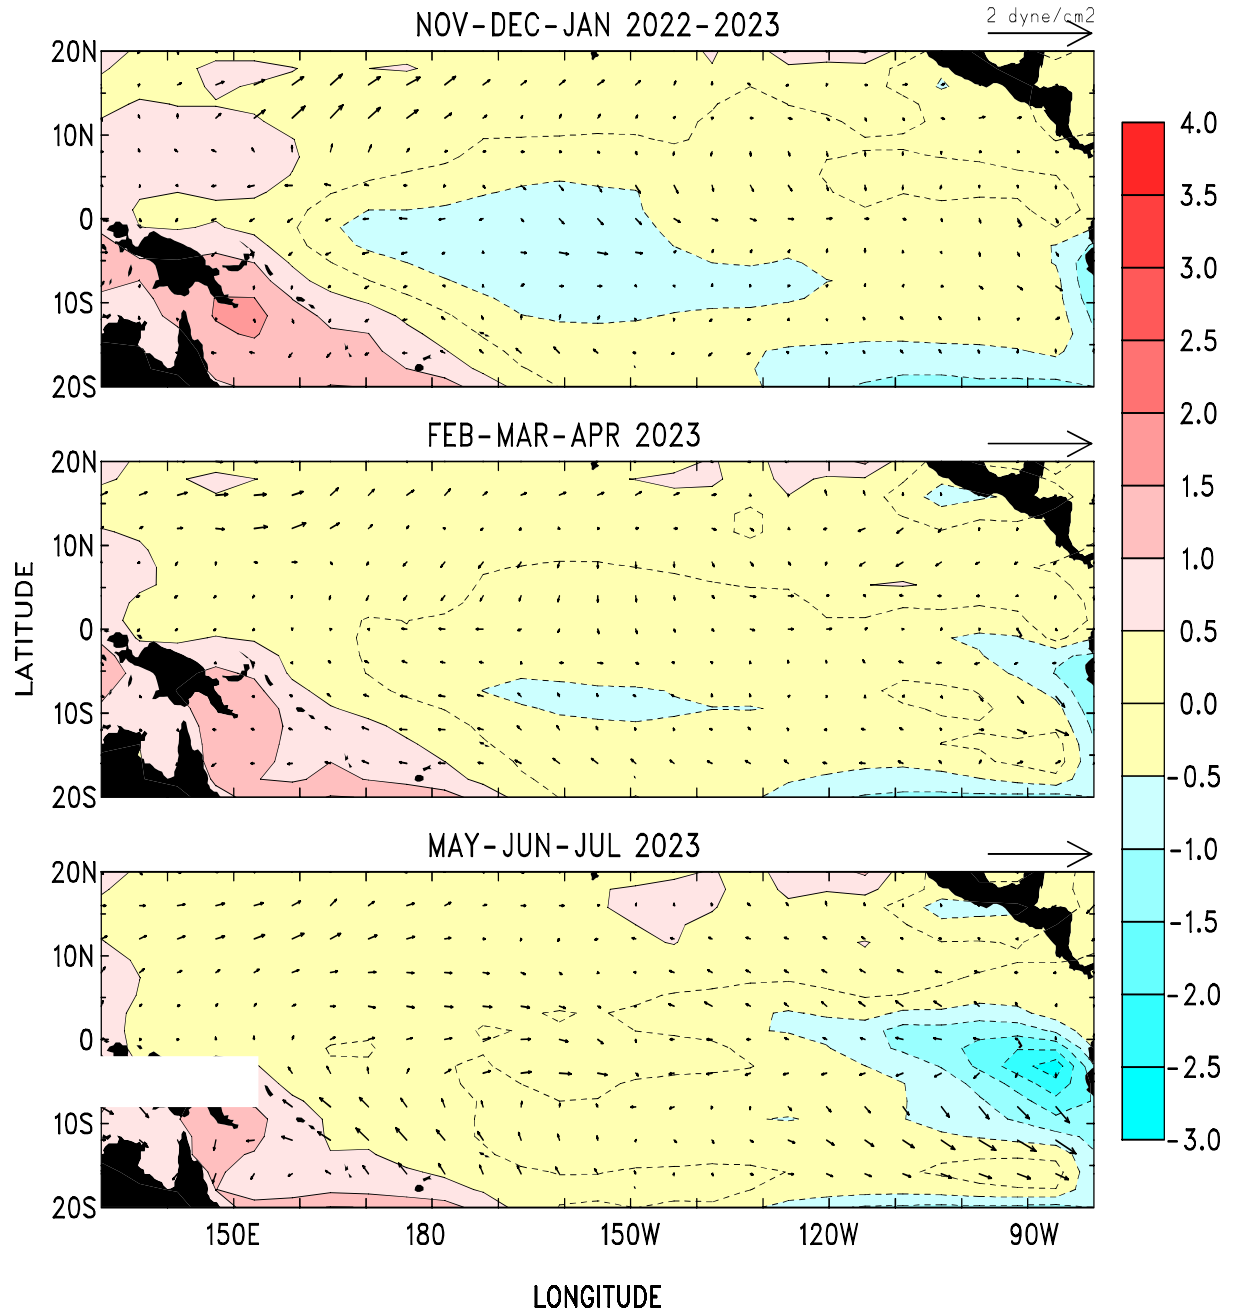 NOV-DEC-JAN 2022-2023
2 dyne/cm2
20N
10N
0
10S
20S
FEB-MAR-APR 2023
20N
10N
0
10S
20S
MAY-JUN-JUL 2023
20N
10N
0
10S
20S
150E 180 150W 120W 90W
LONGITUDE
LATITUDE
4.0
3.5
3.0
2.5
2.0
1.5
1.0
0.5
0.0
-0.5
-1.0
-1.5
-2.0
-2.5
-3.0